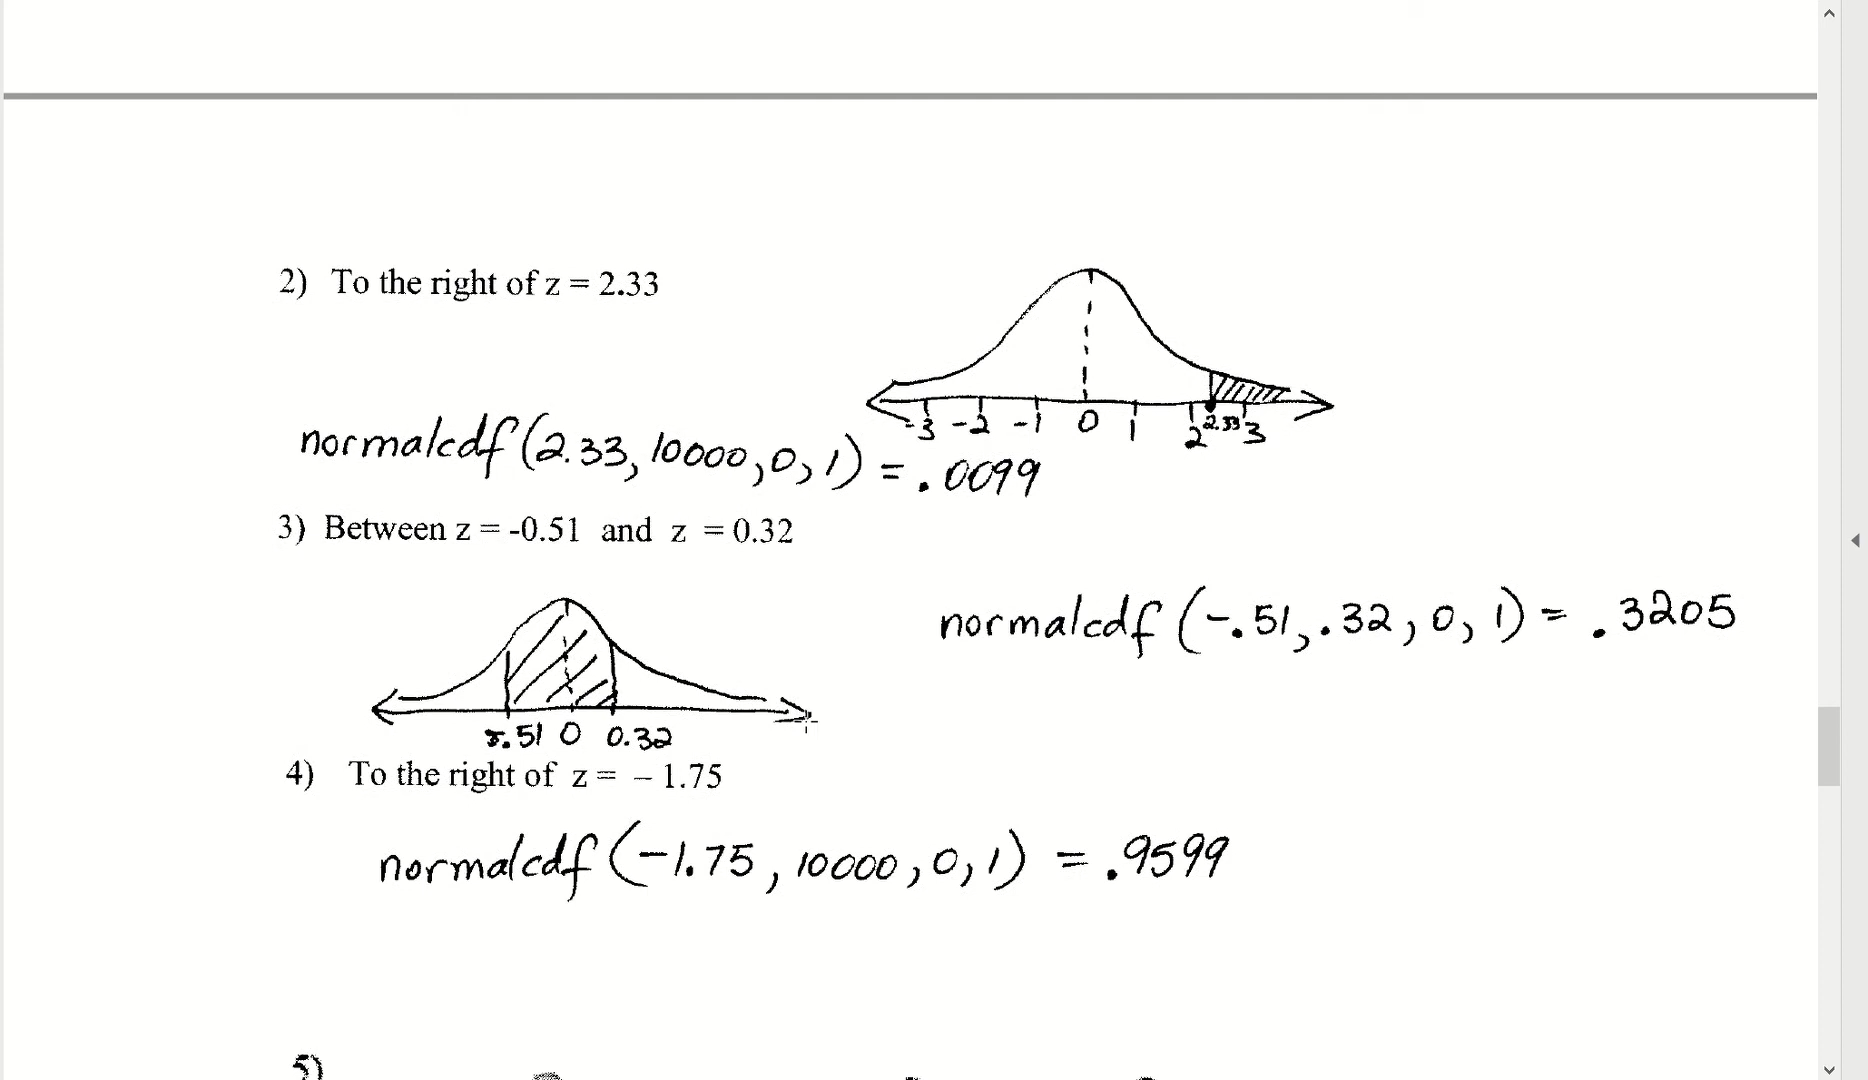 2) To the right of z = 2.33
-3 -2 -1 0 1 2 2.33 3
normalcdf(2.33, 10000, 0, 1) = .0099
3) Between z = -0.51 and z = 0.32
normalcdf(-.51, .32, 0, 1) = .3205
-.51 0 0.32
4) To the right of z = – 1.75
normalcdf(-1.75, 10000, 0, 1) = .9599
5)